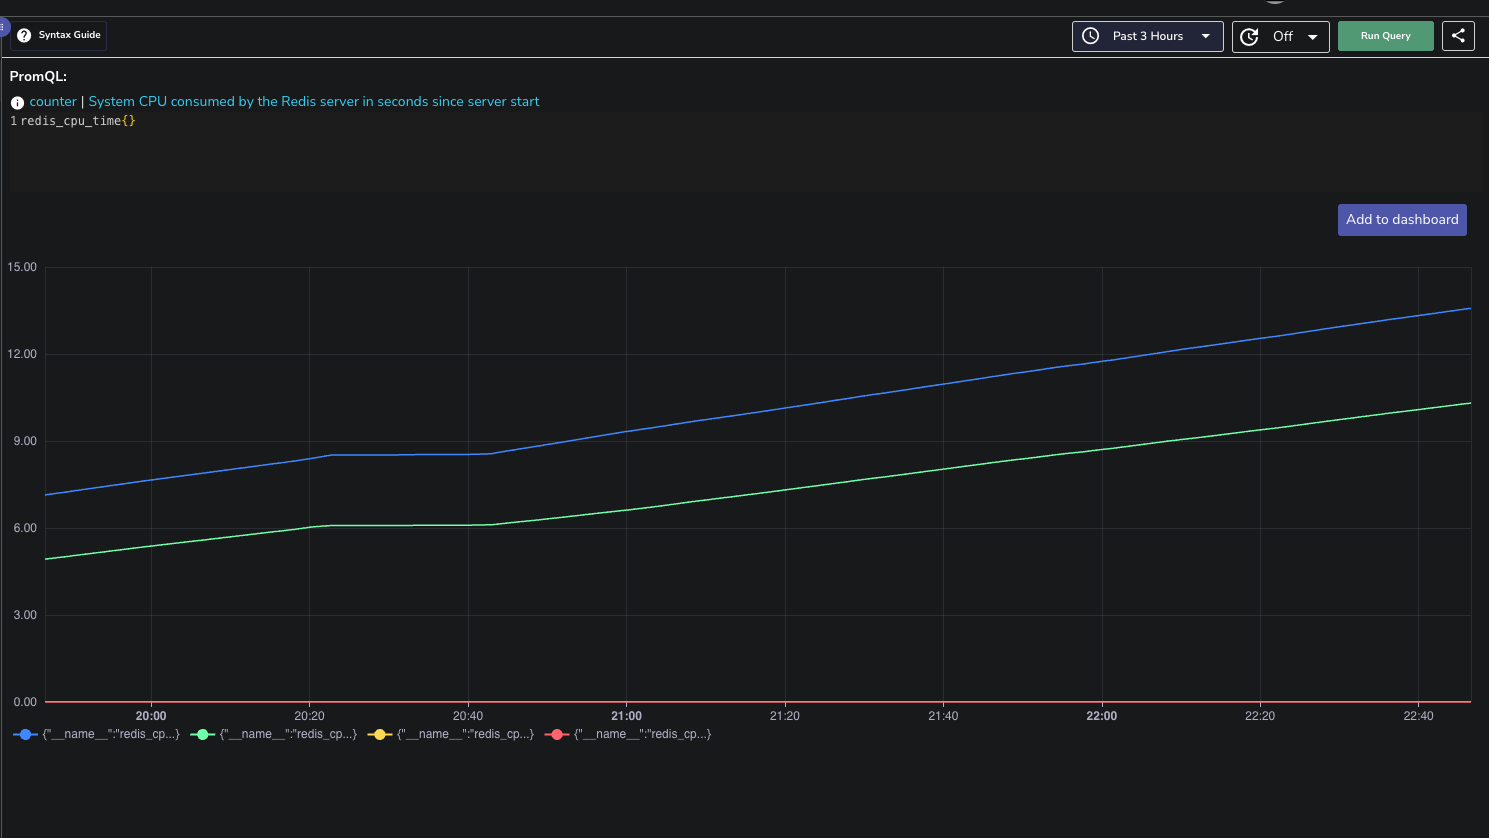 Syntax Guide
Past 3 Hours
Off
Run Query
PromQL:
counter | System CPU consumed by the Redis server in seconds since server start
1 redis_cpu_time{}
Add to dashboard
15.00
12.00
9.00
6.00
3.00
0.00
20:00 20:20 20:40 21:00 21:20 21:40 22:00 22:20 22:40
{"__name__":"redis_cp...} {"__name__":"redis_cp...} {"__name__":"redis_cp...} {"__name__":"redis_cp...}